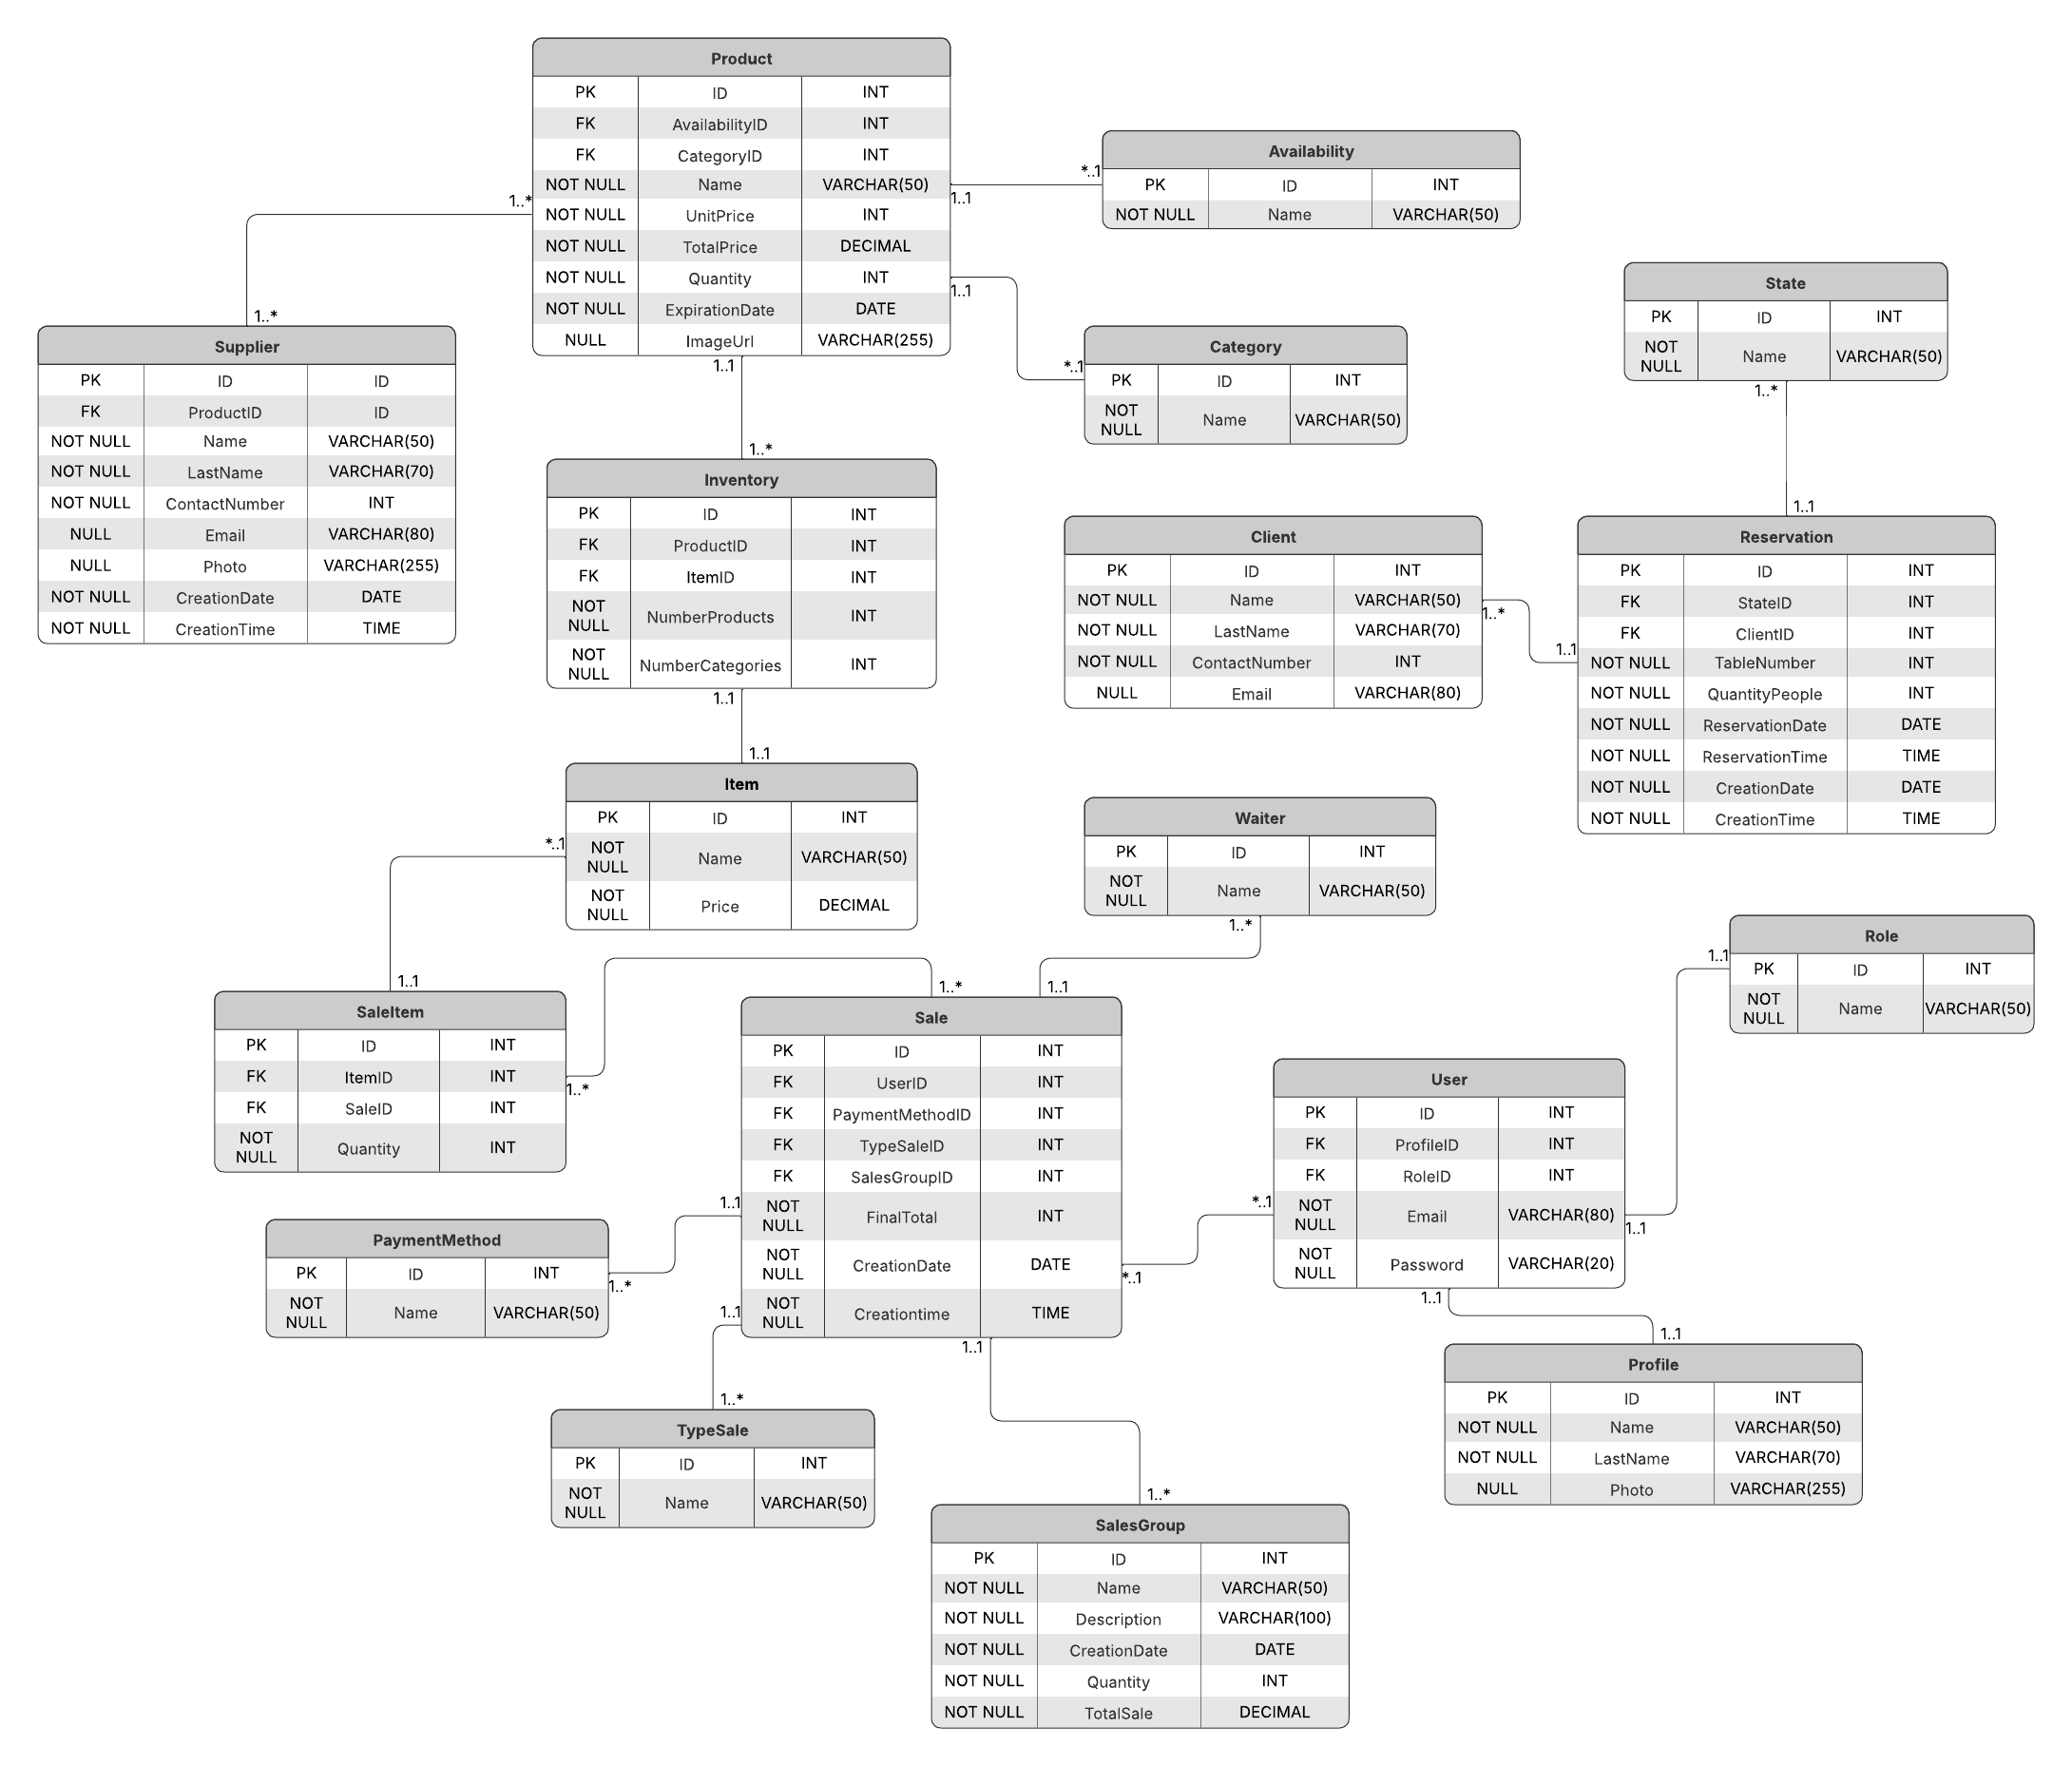 Product
PK ID INT
FK AvailabilityID INT
FK CategoryID INT
NOT NULL Name VARCHAR(50)
NOT NULL UnitPrice INT
NOT NULL TotalPrice DECIMAL
NOT NULL Quantity INT
NOT NULL ExpirationDate DATE
NULL ImageUrl VARCHAR(255)
1..*
1..1
*..1
1..1
*..1
1..1
1..*
1..*
Availability
PK ID INT
NOT NULL Name VARCHAR(50)
Category
PK ID INT
NOT
NULL Name VARCHAR(50)
State
PK ID INT
NOT
NULL Name VARCHAR(50)
1..*
1..1
Supplier
PK ID ID
FK ProductID ID
NOT NULL Name VARCHAR(50)
NOT NULL LastName VARCHAR(70)
NOT NULL ContactNumber INT
NULL Email VARCHAR(80)
NULL Photo VARCHAR(255)
NOT NULL CreationDate DATE
NOT NULL CreationTime TIME
Inventory
PK ID INT
FK ProductID INT
FK ItemID INT
NOT
NULL NumberProducts INT
NOT
NULL NumberCategories INT
1..1
1..1
Client
PK ID INT
NOT NULL Name VARCHAR(50)
NOT NULL LastName VARCHAR(70)
NOT NULL ContactNumber INT
NULL Email VARCHAR(80)
1..*
1..1
Reservation
PK ID INT
FK StateID INT
FK ClientID INT
NOT NULL TableNumber INT
NOT NULL QuantityPeople INT
NOT NULL ReservationDate DATE
NOT NULL ReservationTime TIME
NOT NULL CreationDate DATE
NOT NULL CreationTime TIME
Item
PK ID INT
NOT
NULL Name VARCHAR(50)
NOT
NULL Price DECIMAL
*..1
1..1
Waiter
PK ID INT
NOT
NULL Name VARCHAR(50)
1..*
1..1
Role
PK ID INT
NOT
NULL Name VARCHAR(50)
1..1
SaleItem
PK ID INT
FK ItemID INT
FK SaleID INT
NOT
NULL Quantity INT
1..*
1..*
Sale
PK ID INT
FK UserID INT
FK PaymentMethodID INT
FK TypeSaleID INT
FK SalesGroupID INT
NOT
NULL FinalTotal INT
NOT
NULL CreationDate DATE
NOT
NULL Creationtime TIME
1..1
1..1
*..1
1..1
User
PK ID INT
FK ProfileID INT
FK RoleID INT
NOT
NULL Email VARCHAR(80)
NOT
NULL Password VARCHAR(20)
*..1
1..1
1..1
1..1
PaymentMethod
PK ID INT
NOT
NULL Name VARCHAR(50)
1..*
Profile
PK ID INT
NOT NULL Name VARCHAR(50)
NOT NULL LastName VARCHAR(70)
NULL Photo VARCHAR(255)
1..*
TypeSale
PK ID INT
NOT
NULL Name VARCHAR(50)
1..*
SalesGroup
PK ID INT
NOT NULL Name VARCHAR(50)
NOT NULL Description VARCHAR(100)
NOT NULL CreationDate DATE
NOT NULL Quantity INT
NOT NULL TotalSale DECIMAL